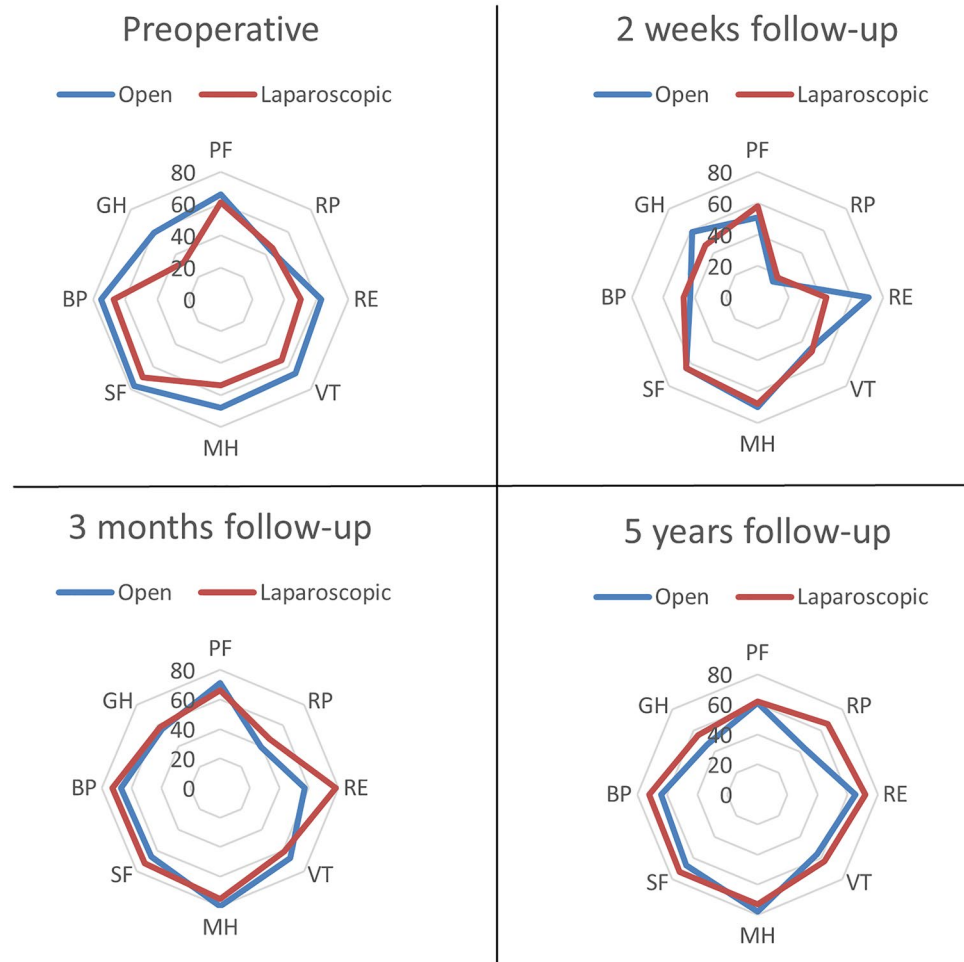 Preoperative
Open Laparoscopic
PF
80
GH 60 RP
40
20
BP 0 RE
SF VT
MH
2 weeks follow-up
Open Laparoscopic
PF
80
GH 60 RP
40
20
BP 0 RE
SF VT
MH
3 months follow-up
Open Laparoscopic
PF
80
GH 60 RP
40
20
BP 0 RE
SF VT
MH
5 years follow-up
Open Laparoscopic
PF
80
GH 60 RP
40
20
BP 0 RE
SF VT
MH